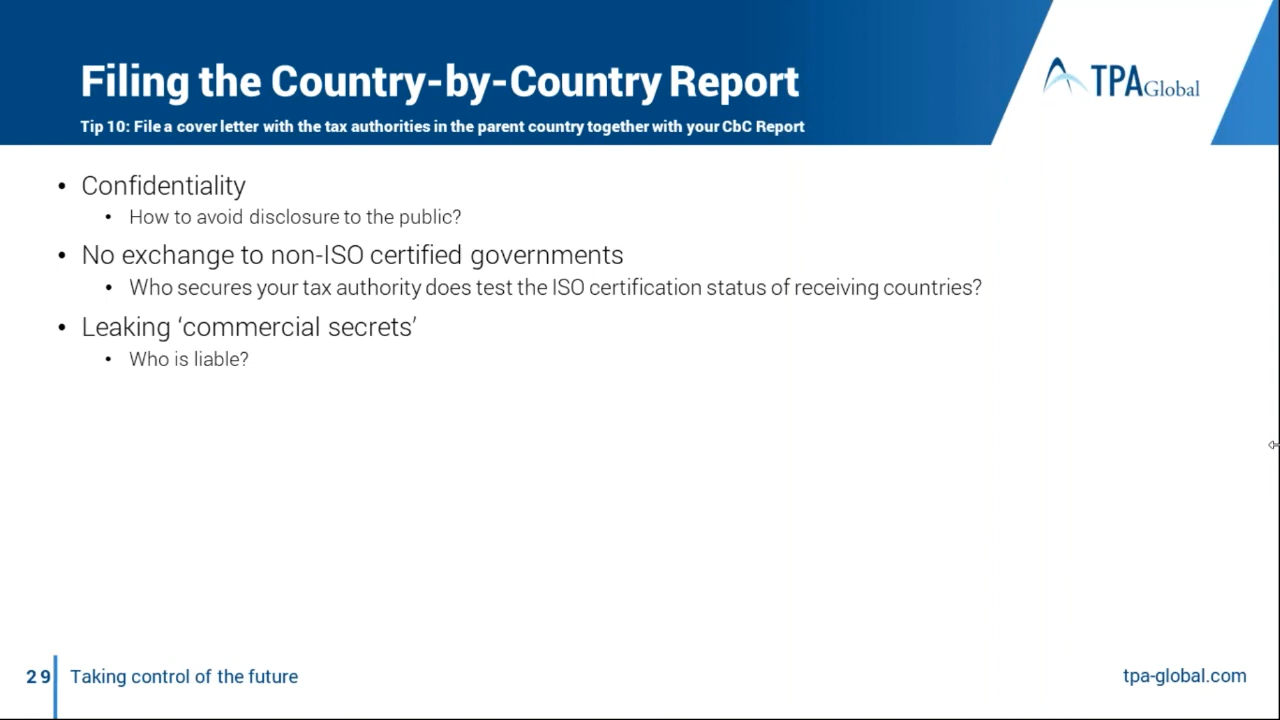 Filing the Country-by-Country Report
TPA Global
Tip 10: File a cover letter with the tax authorities in the parent country together with your CbC Report
• Confidentiality
• How to avoid disclosure to the public?
• No exchange to non-ISO certified governments
• Who secures your tax authority does test the ISO certification status of receiving countries?
• Leaking ‘commercial secrets’
• Who is liable?
29 Taking control of the future
tpa-global.com